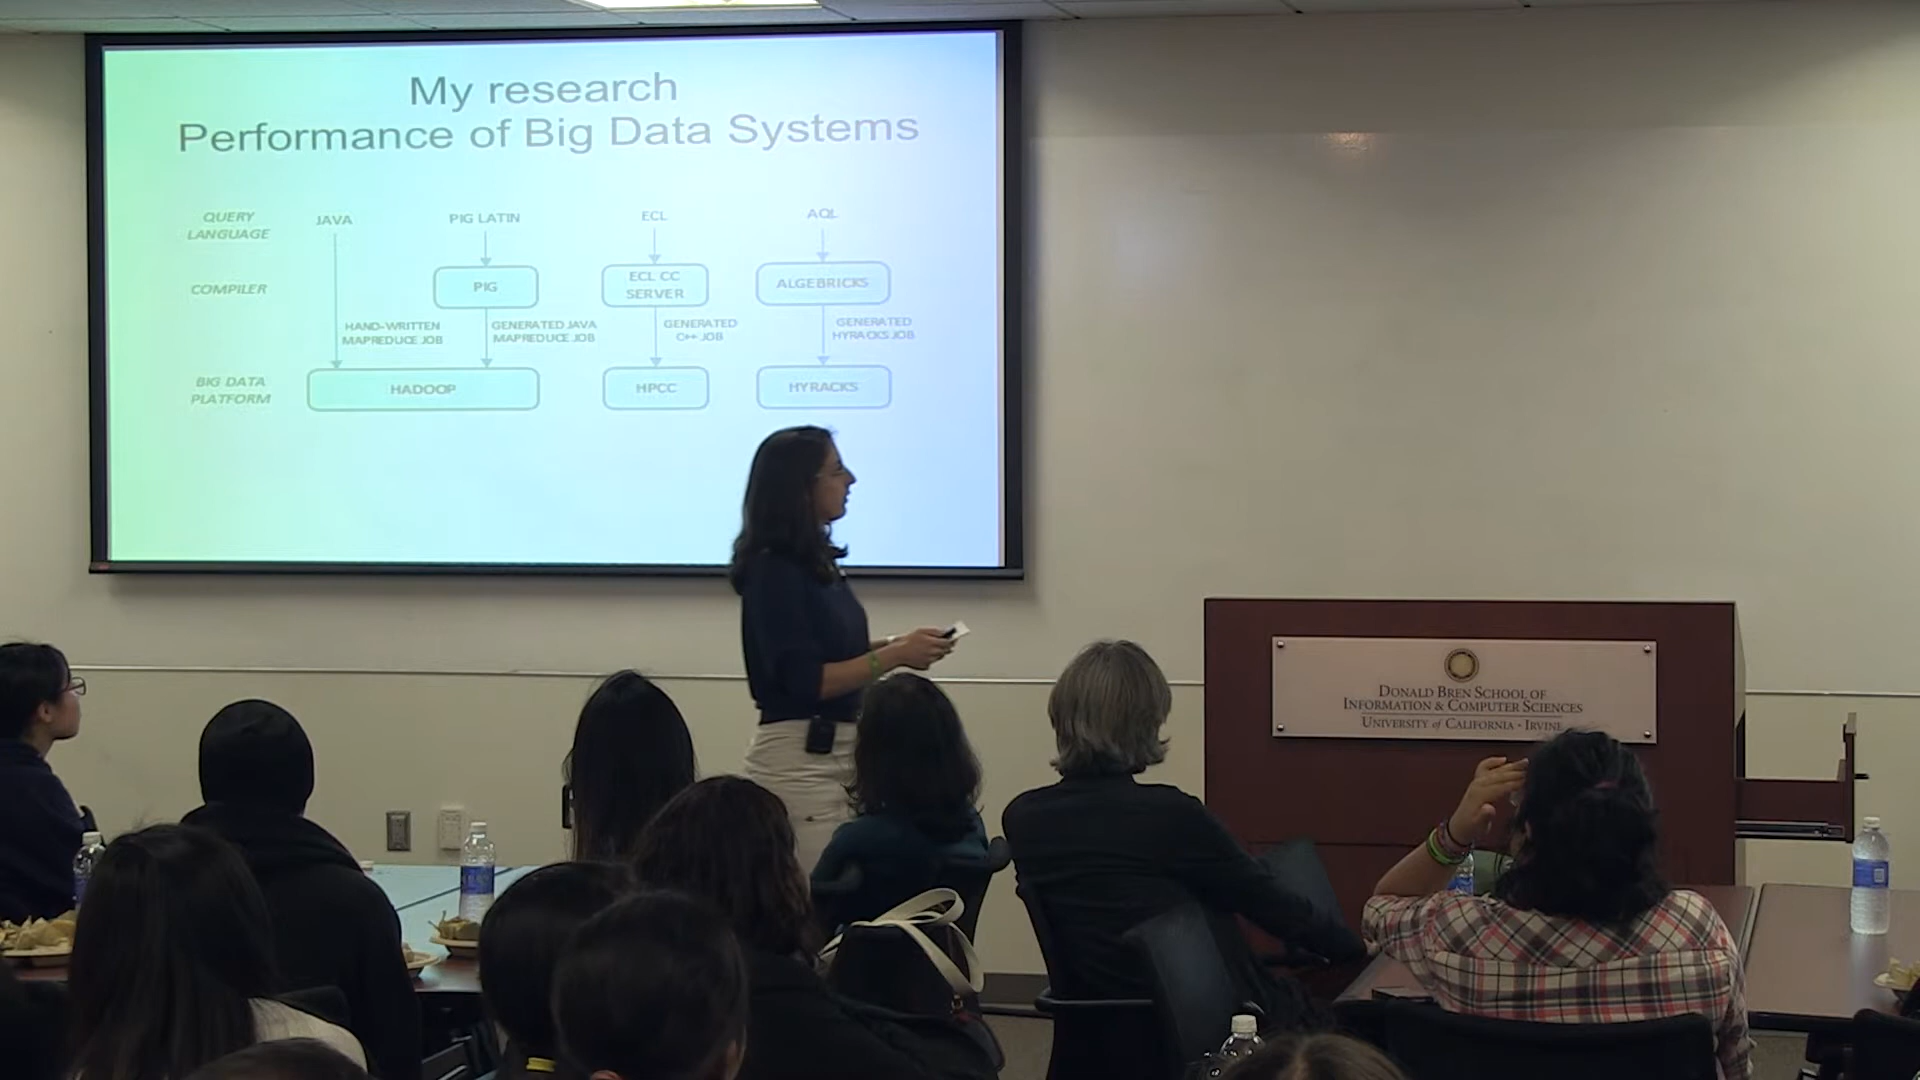 My research
Performance of Big Data Systems
QUERY
LANGUAGE
JAVA
PIG LATIN
ECL
AQL
COMPILER
PIG
ECL CC
SERVER
ALGEBRICKS
HAND-WRITTEN
MAPREDUCE JOB
GENERATED JAVA
MAPREDUCE JOB
GENERATED
C++ JOB
GENERATED
HYRACKS JOB
BIG DATA
PLATFORM
HADOOP
HPCC
HYRACKS
DONALD BREN SCHOOL OF
INFORMATION & COMPUTER SCIENCES
UNIVERSITY of CALIFORNIA • IRVINE